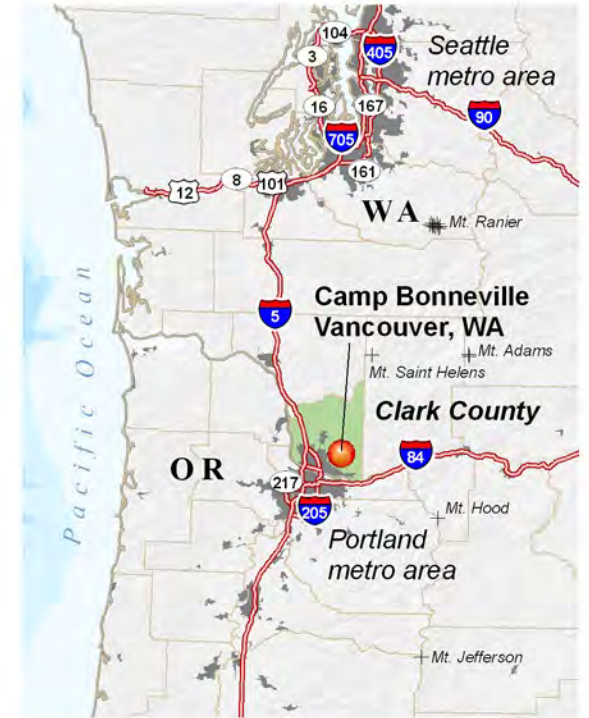 104
3
405
Seattle
metro area
16
167
90
705
161
8
101
12
WA
Mt. Ranier
Pacific Ocean
Camp Bonneville
Vancouver, WA
5
Mt. Adams
Mt. Saint Helens
Clark County
84
OR
217
205
Mt. Hood
Portland
metro area
Mt. Jefferson